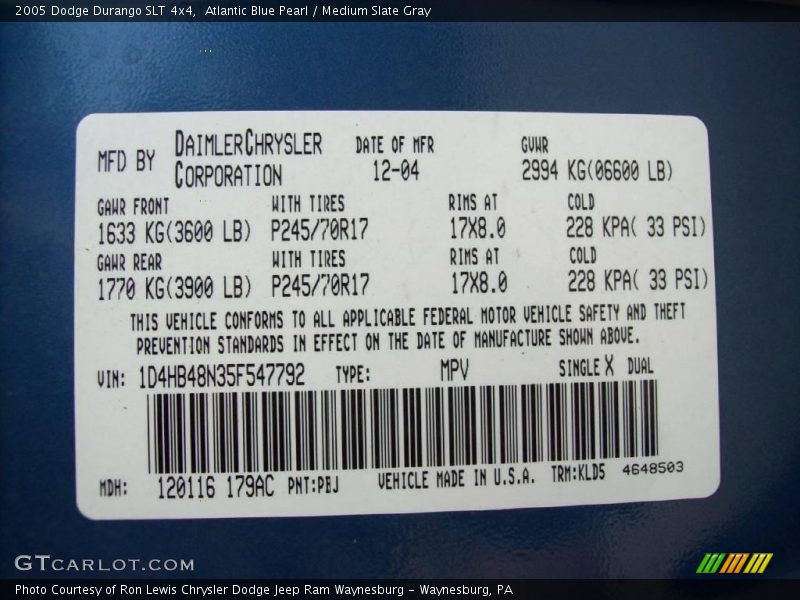 2005 Dodge Durango SLT 4x4,  Atlantic Blue Pearl / Medium Slate Gray
MFD BY DAIMLERCHRYSLER CORPORATION DATE OF MFR 12-04 GVWR 2994 KG(06600 LB)
GAWR FRONT WITH TIRES RIMS AT COLD
1633 KG(3600 LB) P245/70R17 17X8.0 228 KPA( 33 PSI)
GAWR REAR WITH TIRES RIMS AT COLD
1770 KG(3900 LB) P245/70R17 17X8.0 228 KPA( 33 PSI)
THIS VEHICLE CONFORMS TO ALL APPLICABLE FEDERAL MOTOR VEHICLE SAFETY AND THEFT
PREVENTION STANDARDS IN EFFECT ON THE DATE OF MANUFACTURE SHOWN ABOVE.
VIN: 1D4HB48N35F547792 TYPE: MPV SINGLE X DUAL
MDH: 120116 179AC PNT:PBJ VEHICLE MADE IN U.S.A. TRM:KLD5 4648503
GTCARLOT.COM
Photo Courtesy of Ron Lewis Chrysler Dodge Jeep Ram Waynesburg - Waynesburg, PA